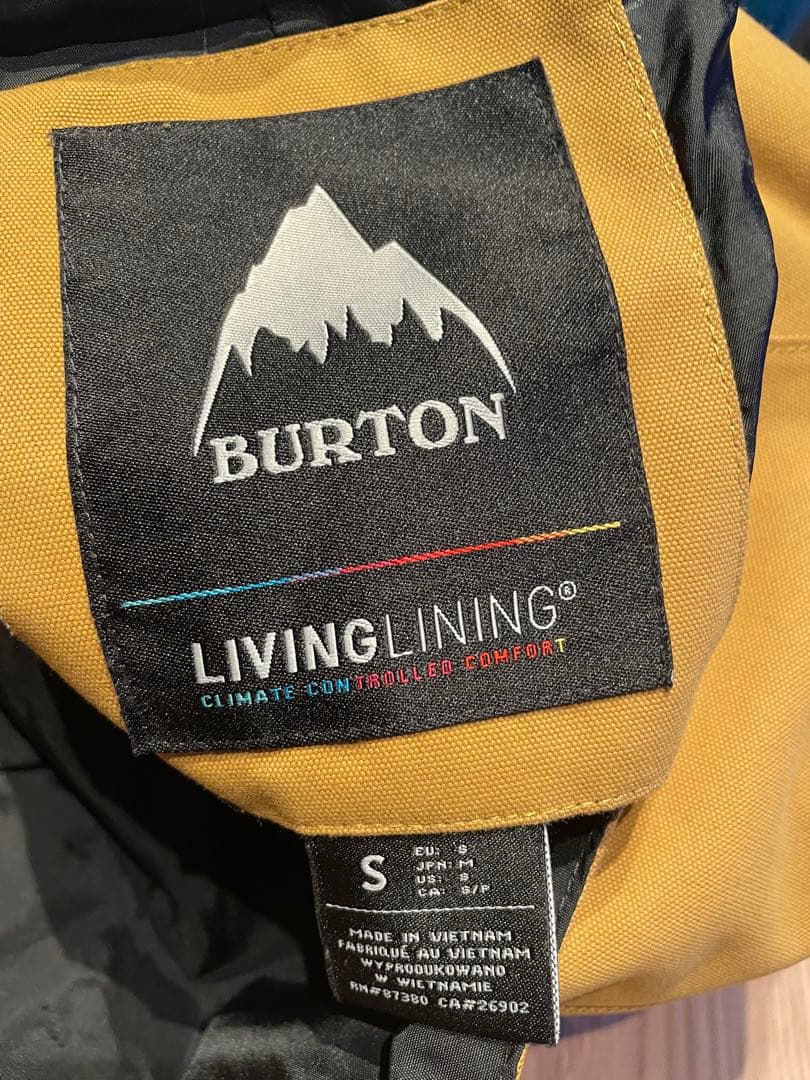 BURTON
LIVINGLINING®
CLIMATE CONTROLLED COMFORT
S
EU: S
JPN: M
US: S
CA: S/P
MADE IN VIETNAM
FABRIQUÉ AU VIETNAM
WYPRODUKOWANO
W WIETNAMIE
RN#87380 CA#26902